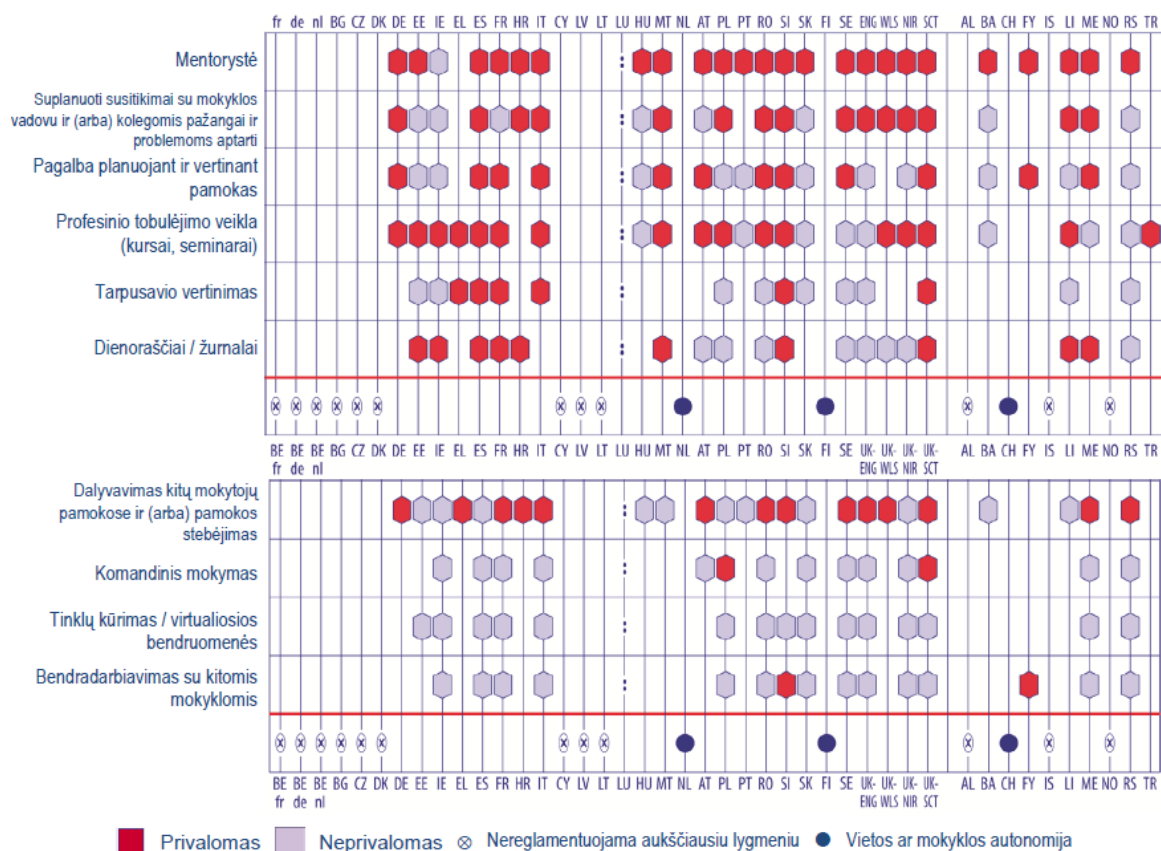 fr de nl BG CZ DK DE EE IE EL ES FR HR IT CY LV LT LU HU MT NL AT PL PT RO SI SK FI SE ENG WLS NIR SCT AL BA CH FY IS LI ME NO RS TR
Mentorystė
Suplanuoti susitikimai su mokyklos
vadovu ir (arba) kolegomis pažangai ir
problemoms aptarti
Pagalba planuojant ir vertinant
pamokas
Profesinio tobulėjimo veikla
(kursai, seminarai)
Tarpusavio vertinimas
Dienoraščiai / žurnalai
BE BE BE BG CZ DK DE EE IE EL ES FR HR IT CY LV LT LU HU MT NL AT PL PT RO SI SK FI SE UK- UK- UK- UK- AL BA CH FY IS LI ME NO RS TR
fr de nl ENG WLS NIR SCT
Dalyvavimas kitų mokytojų
pamokose ir (arba) pamokos
stebėjimas
Komandinis mokymas
Tinklų kūrimas / virtualiosios
bendruomenės
Bendradarbiavimas su kitomis
mokyklomis
BE BE BE BG CZ DK DE EE IE EL ES FR HR IT CY LV LT LU HU MT NL AT PL PT RO SI SK FI SE UK- UK- UK- UK- AL BA CH FY IS LI ME NO RS TR
fr de nl ENG WLS NIR SCT
Privalomas Neprivalomas Nereglamentuojama aukščiausiu lygmeniu Vietos ar mokyklos autonomija